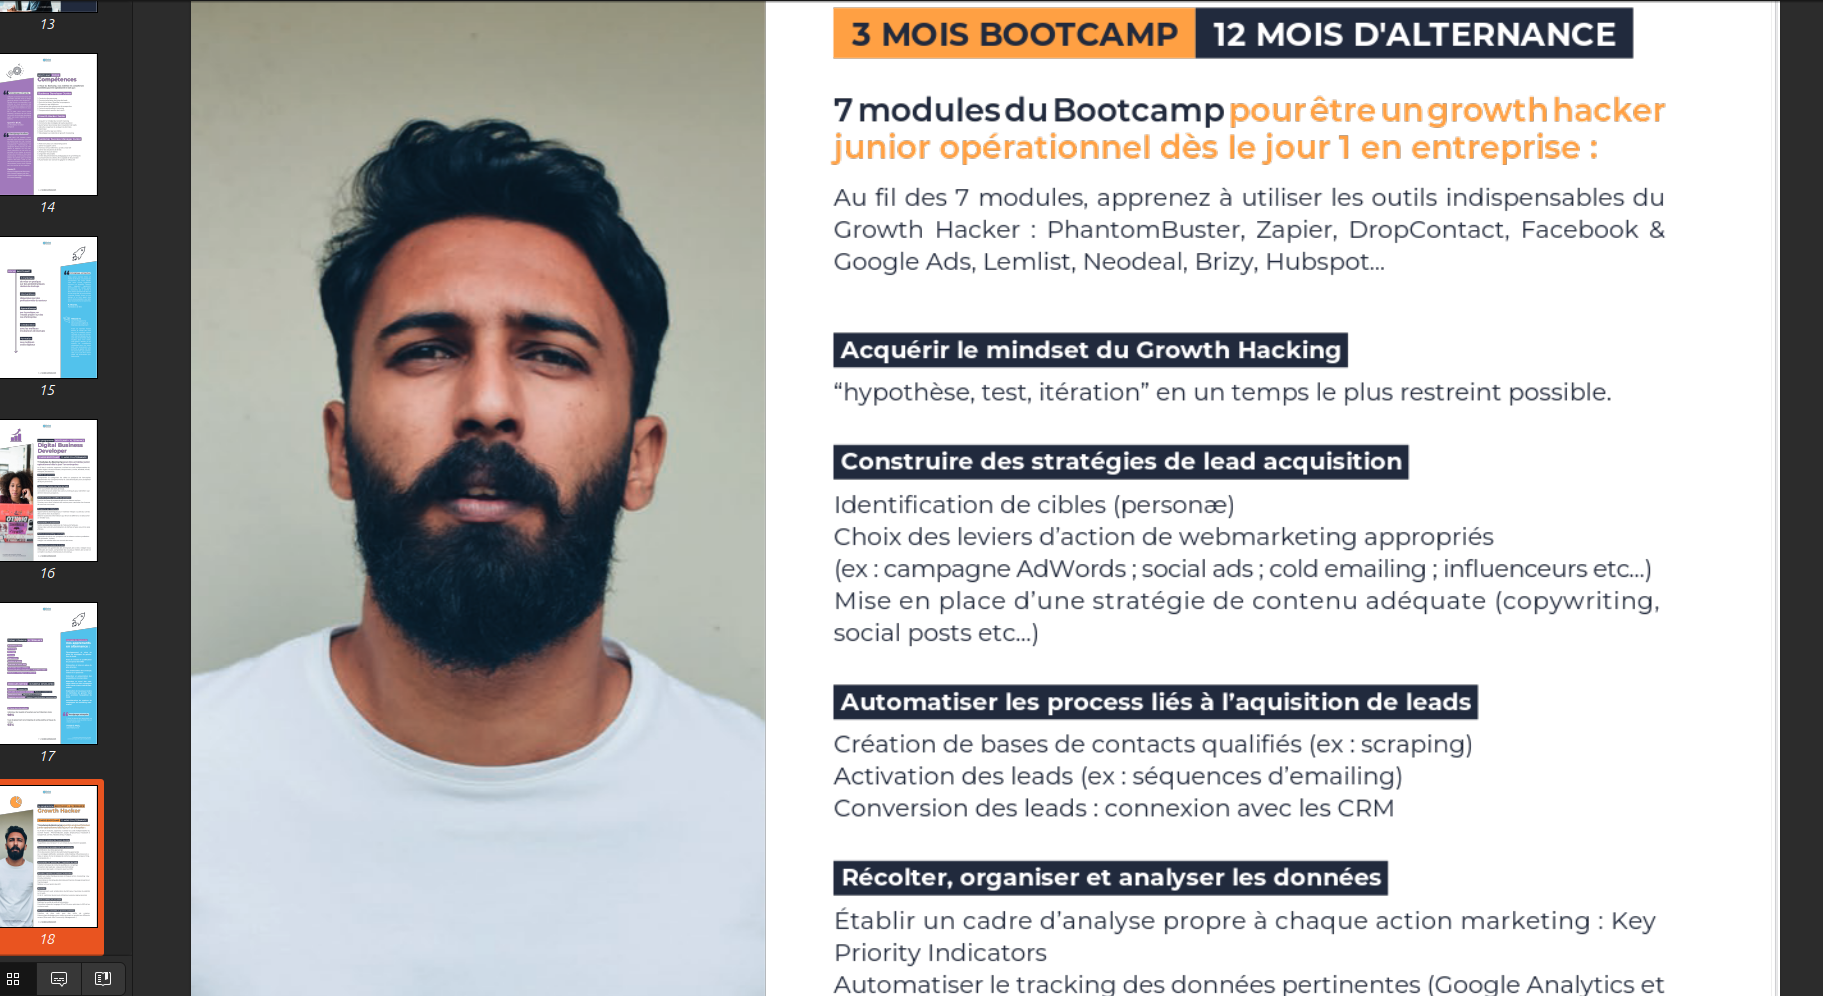 13
14
15
16
17
18
Compétences
Digital Business
Developer
Growth Hacker
3 MOIS BOOTCAMP 12 MOIS D'ALTERNANCE
7 modules du Bootcamp pour être un growth hacker
junior opérationnel dès le jour 1 en entreprise :
Au fil des 7 modules, apprenez à utiliser les outils indispensables du
Growth Hacker : PhantomBuster, Zapier, DropContact, Facebook &
Google Ads, Lemlist, Neodeal, Brizy, Hubspot...
Acquérir le mindset du Growth Hacking
“hypothèse, test, itération” en un temps le plus restreint possible.
Construire des stratégies de lead acquisition
Identification de cibles (personæ)
Choix des leviers d’action de webmarketing appropriés
(ex : campagne AdWords ; social ads ; cold emailing ; influenceurs etc...)
Mise en place d’une stratégie de contenu adéquate (copywriting,
social posts etc...)
Automatiser les process liés à l’aquisition de leads
Création de bases de contacts qualifiés (ex : scraping)
Activation des leads (ex : séquences d’emailing)
Conversion des leads : connexion avec les CRM
Récolter, organiser et analyser les données
Établir un cadre d’analyse propre à chaque action marketing : Key
Priority Indicators
Automatiser le tracking des données pertinentes (Google Analytics et